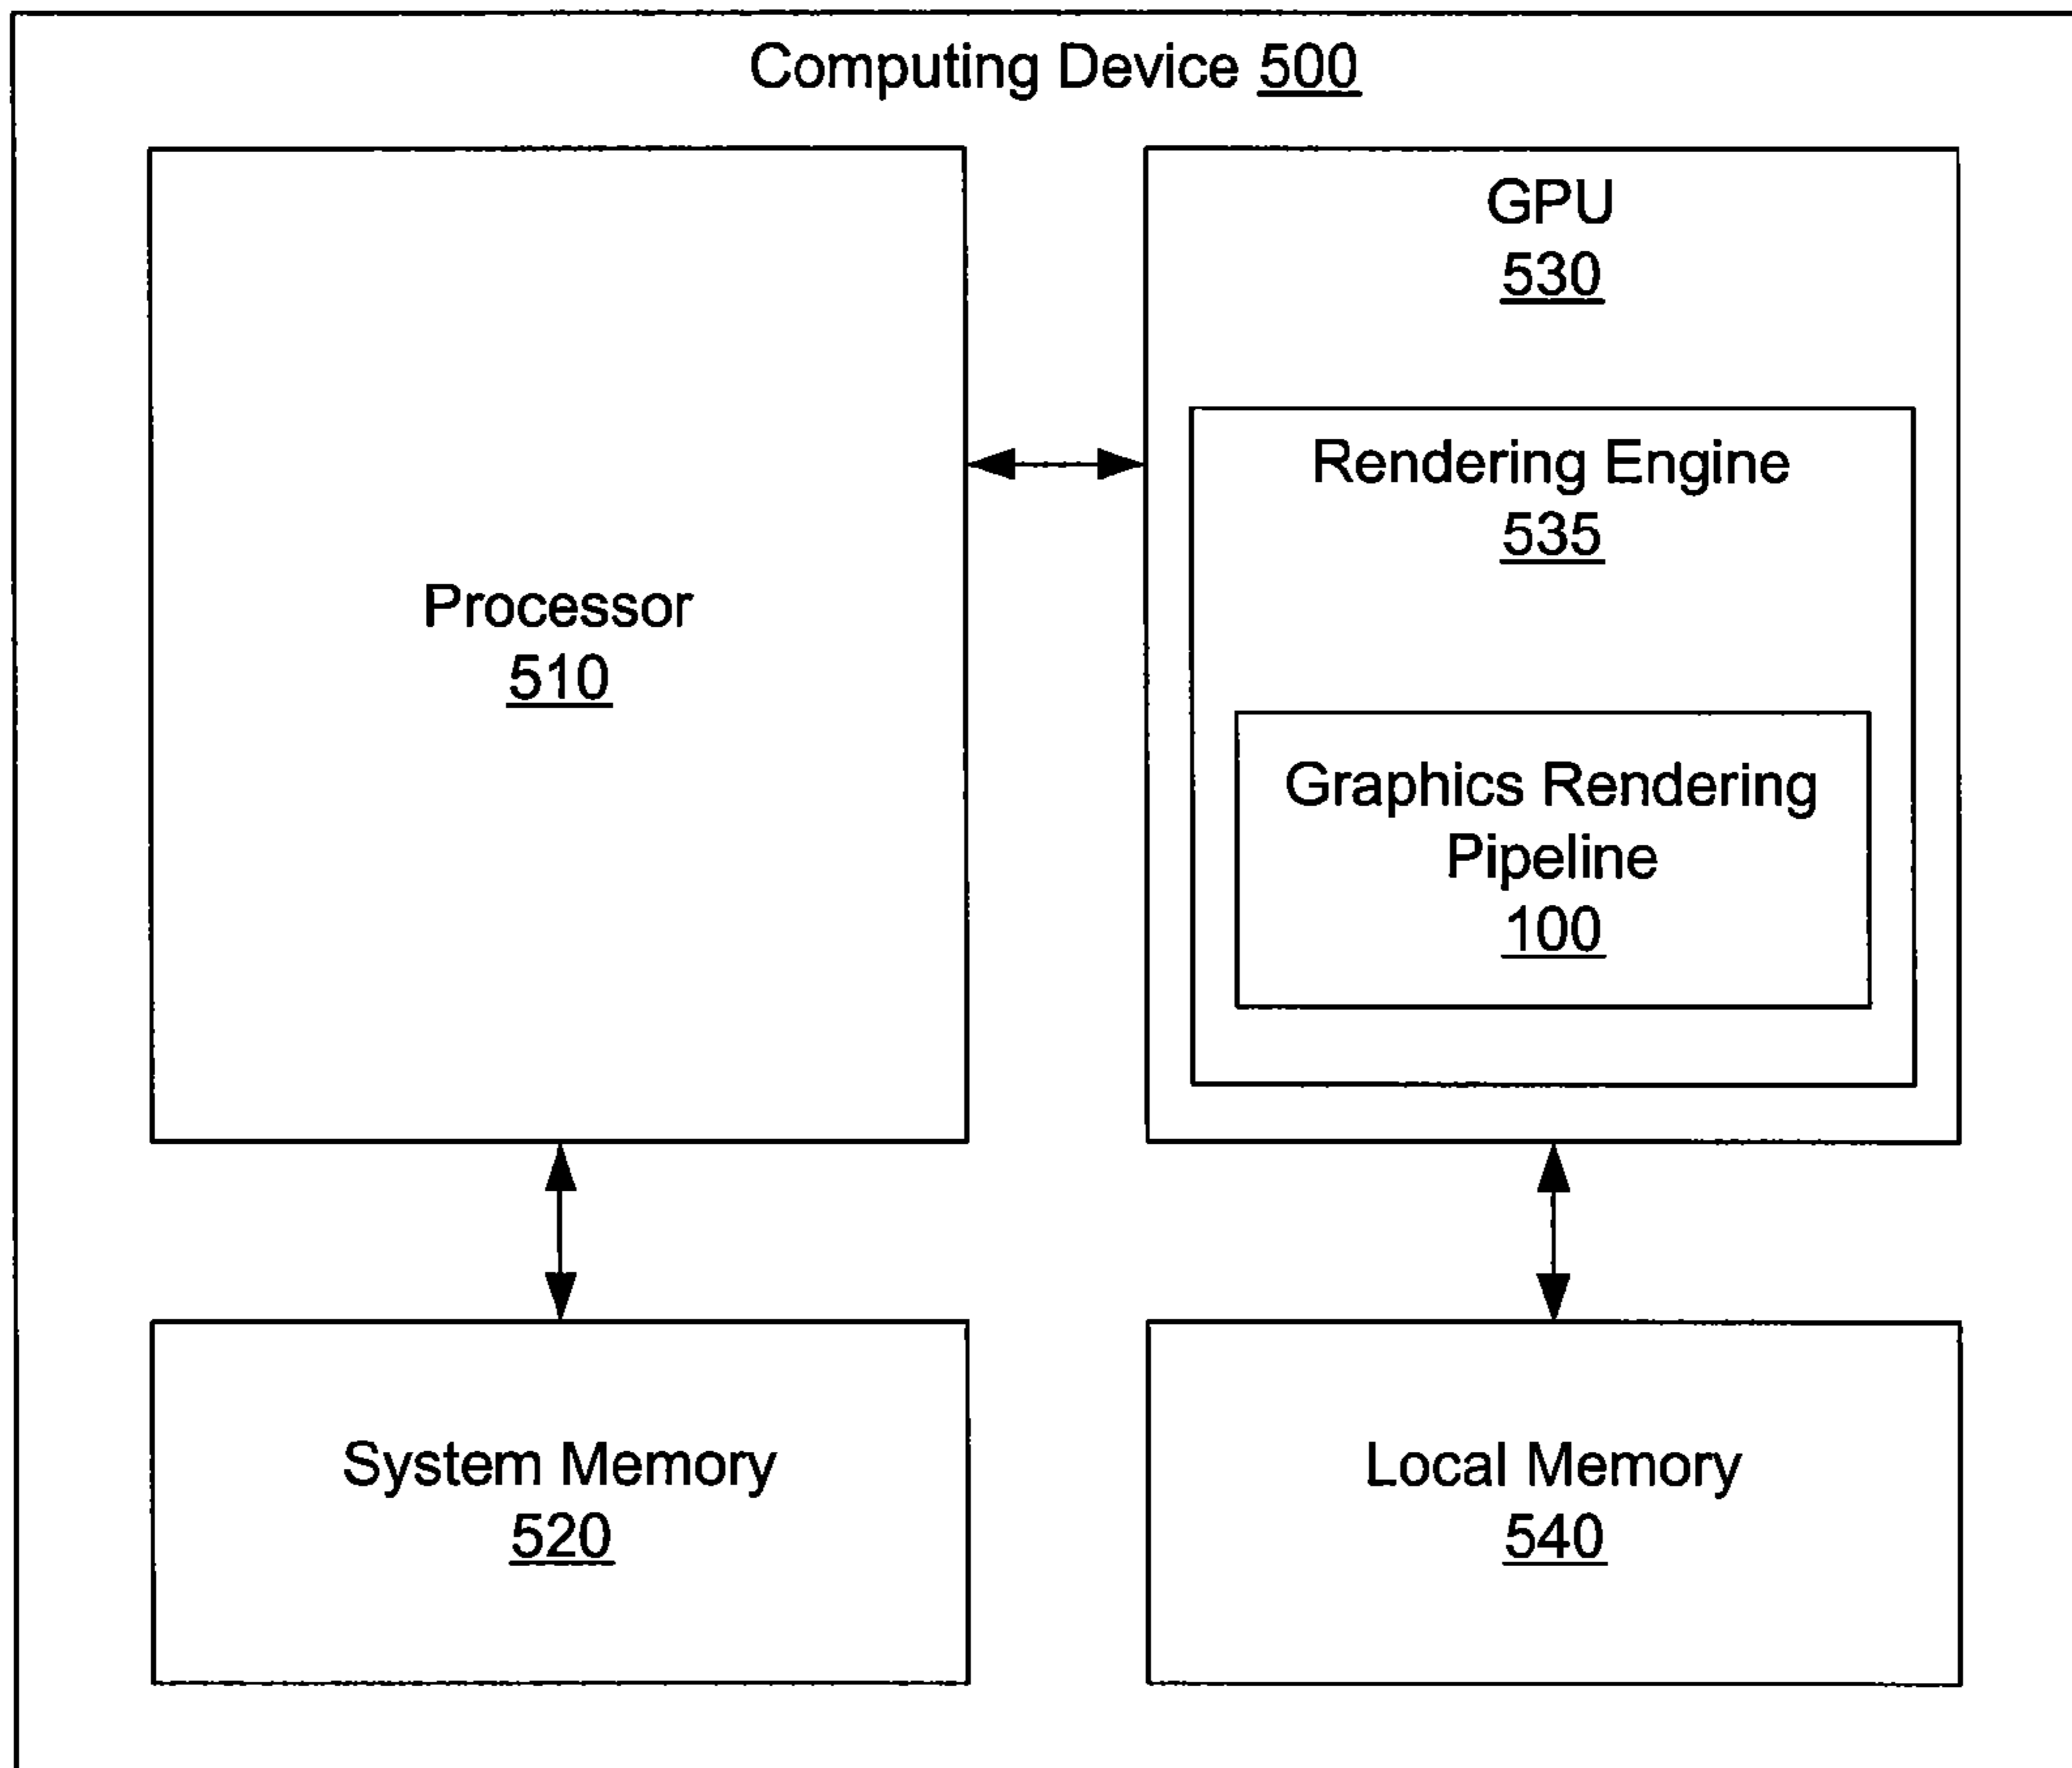 Computing Device 500
Processor
510
GPU
530
Rendering Engine
535
Graphics Rendering
Pipeline
100
System Memory
520
Local Memory
540